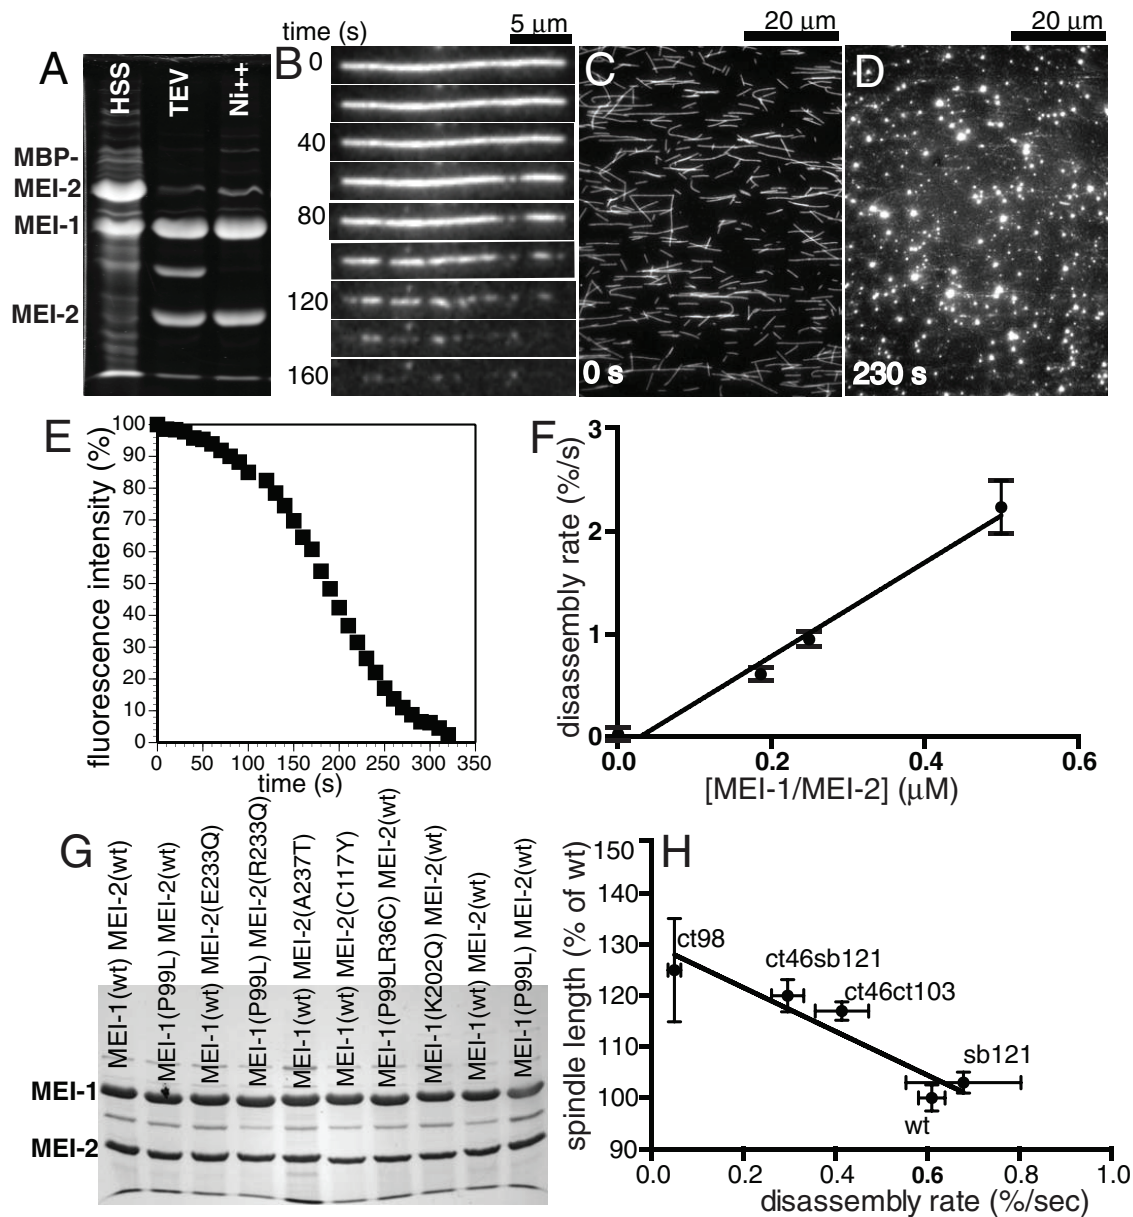 A
HSS
TEV
Ni++
MBP-
MEI-2
MEI-1
MEI-2
time (s)
5 µm
B
0
40
80
120
160
20 µm
C
0 s
20 µm
D
230 s
E
fluorescence intensity (%)
100
90
80
70
60
50
40
30
20
10
0
0 50 100 150 200 250 300 350
time (s)
F
disassembly rate (%/s)
3
2
1
0
0.0 0.2 0.4 0.6
[MEI-1/MEI-2] (µM)
G
MEI-1(wt) MEI-2(wt)
MEI-1(P99L) MEI-2(wt)
MEI-1(wt) MEI-2(E233Q)
MEI-1(P99L) MEI-2(R233Q)
MEI-1(wt) MEI-2(A237T)
MEI-1(wt) MEI-2(C117Y)
MEI-1(P99LR36C) MEI-2(wt)
MEI-1(K202Q) MEI-2(wt)
MEI-1(wt) MEI-2(wt)
MEI-1(P99L) MEI-2(wt)
MEI-1
MEI-2
H
spindle length (% of wt)
150
140
130
120
110
100
90
ct98
ct46sb121
ct46ct103
sb121
wt
0.0 0.2 0.4 0.6 0.8 1.0
disassembly rate (%/sec)